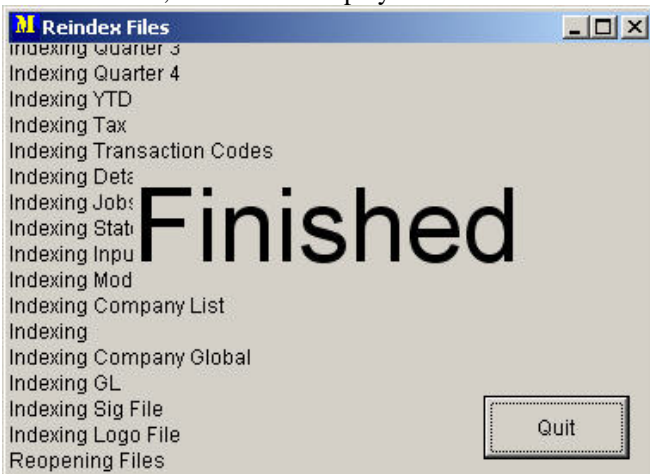 M Reindex Files
Indexing Quarter 3
Indexing Quarter 4
Indexing YTD
Indexing Tax
Indexing Transaction Codes
Indexing
Indexing Jobs
Indexing
Indexing
Indexing Mod
Finished
Indexing Company List
Indexing
Indexing Company Global
Indexing GL
Indexing Sig File
Indexing Logo File
Reopening Files
Quit